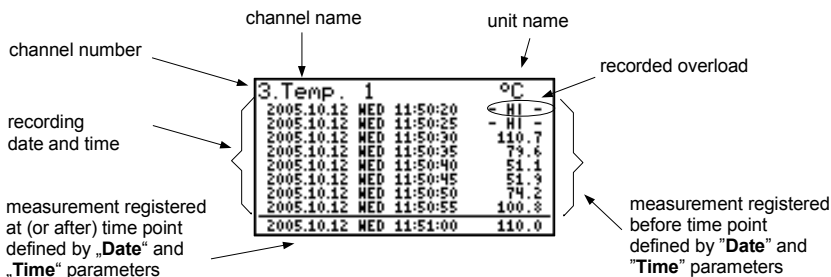 channel name
unit name
channel number
recorded overload
3.Temp. 1 °C
2005.10.12 WED 11:50:20 - HI -
2005.10.12 WED 11:50:25 - HI -
2005.10.12 WED 11:50:30 110.7
2005.10.12 WED 11:50:35 79.6
2005.10.12 WED 11:50:40 51.1
2005.10.12 WED 11:50:45 51.9
2005.10.12 WED 11:50:50 74.2
2005.10.12 WED 11:50:55 100.8
2005.10.12 WED 11:51:00 110.0
recording
date and time
measurement registered
at (or after) time point
defined by „Date“ and
„Time“ parameters
measurement registered
before time point
defined by ”Date” and
”Time” parameters